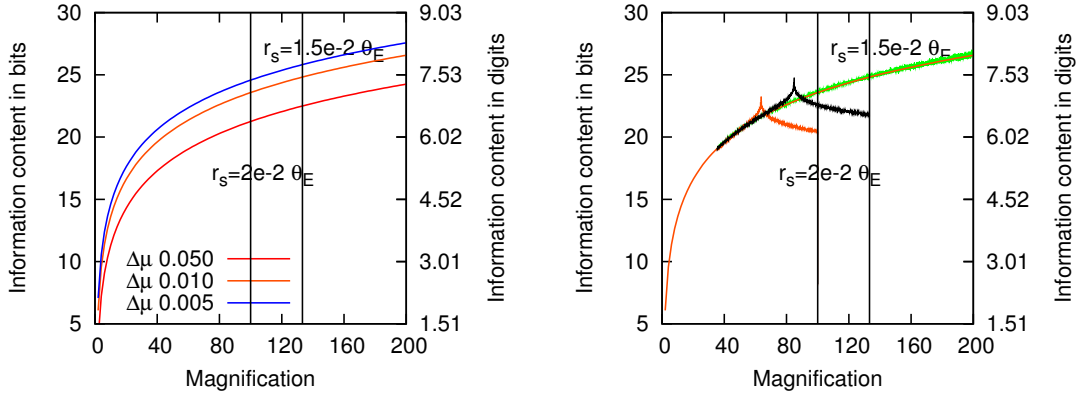 30
25
20
15
10
5
Information content in bits
9.03
7.53
6.02
4.52
3.01
1.51
Information content in digits
r_s=1.5e-2 θ_E
r_s=2e-2 θ_E
Δμ 0.050
Δμ 0.010
Δμ 0.005
0 40 80 120 160 200
Magnification
30
25
20
15
10
5
Information content in bits
9.03
7.53
6.02
4.52
3.01
1.51
Information content in digits
r_s=1.5e-2 θ_E
r_s=2e-2 θ_E
0 40 80 120 160 200
Magnification